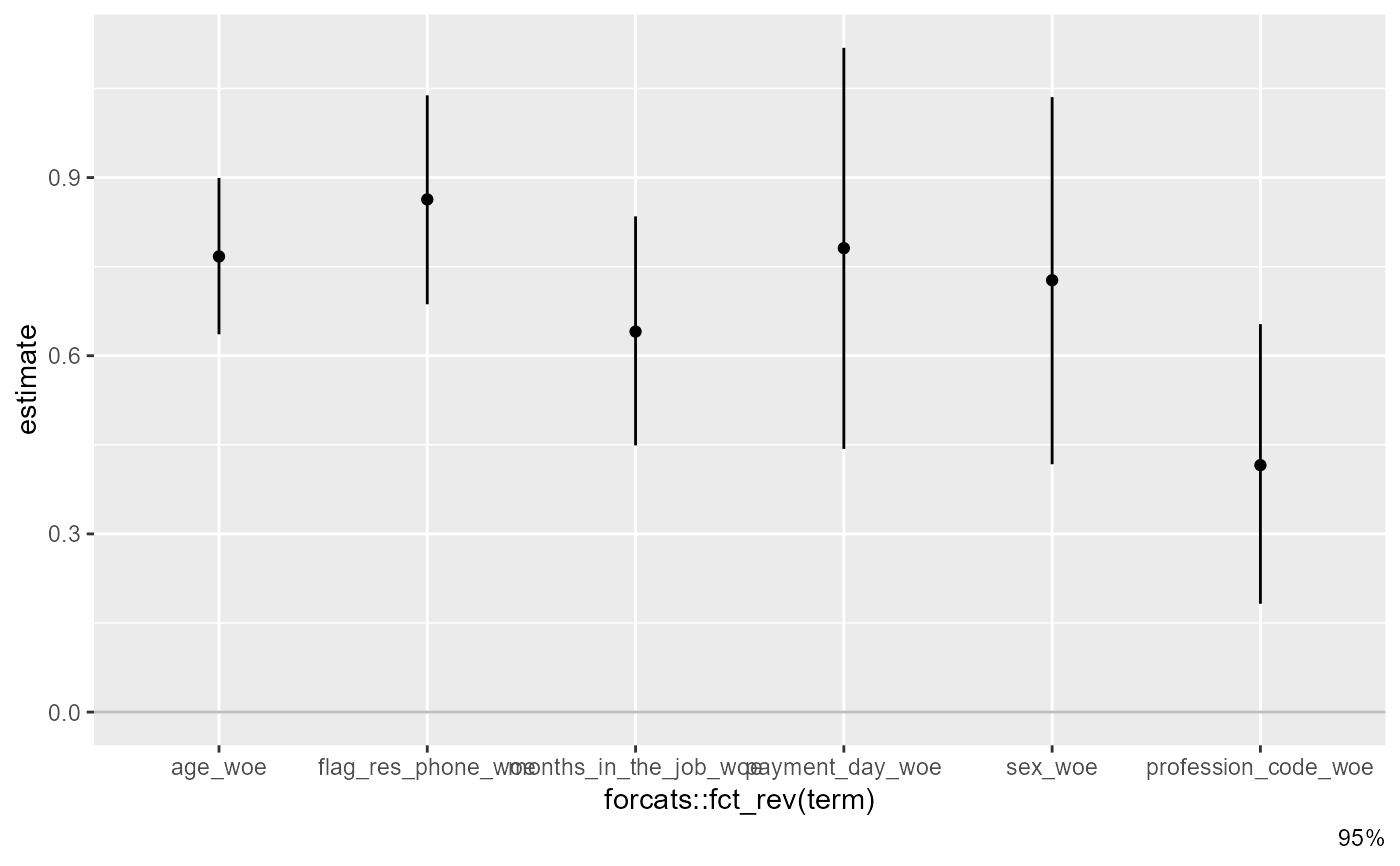 estimate
0.9
0.6
0.3
0.0
age_woe flag_res_phone_woe months_in_the_job_woe payment_day_woe sex_woe profession_code_woe
forcats::fct_rev(term)
95%